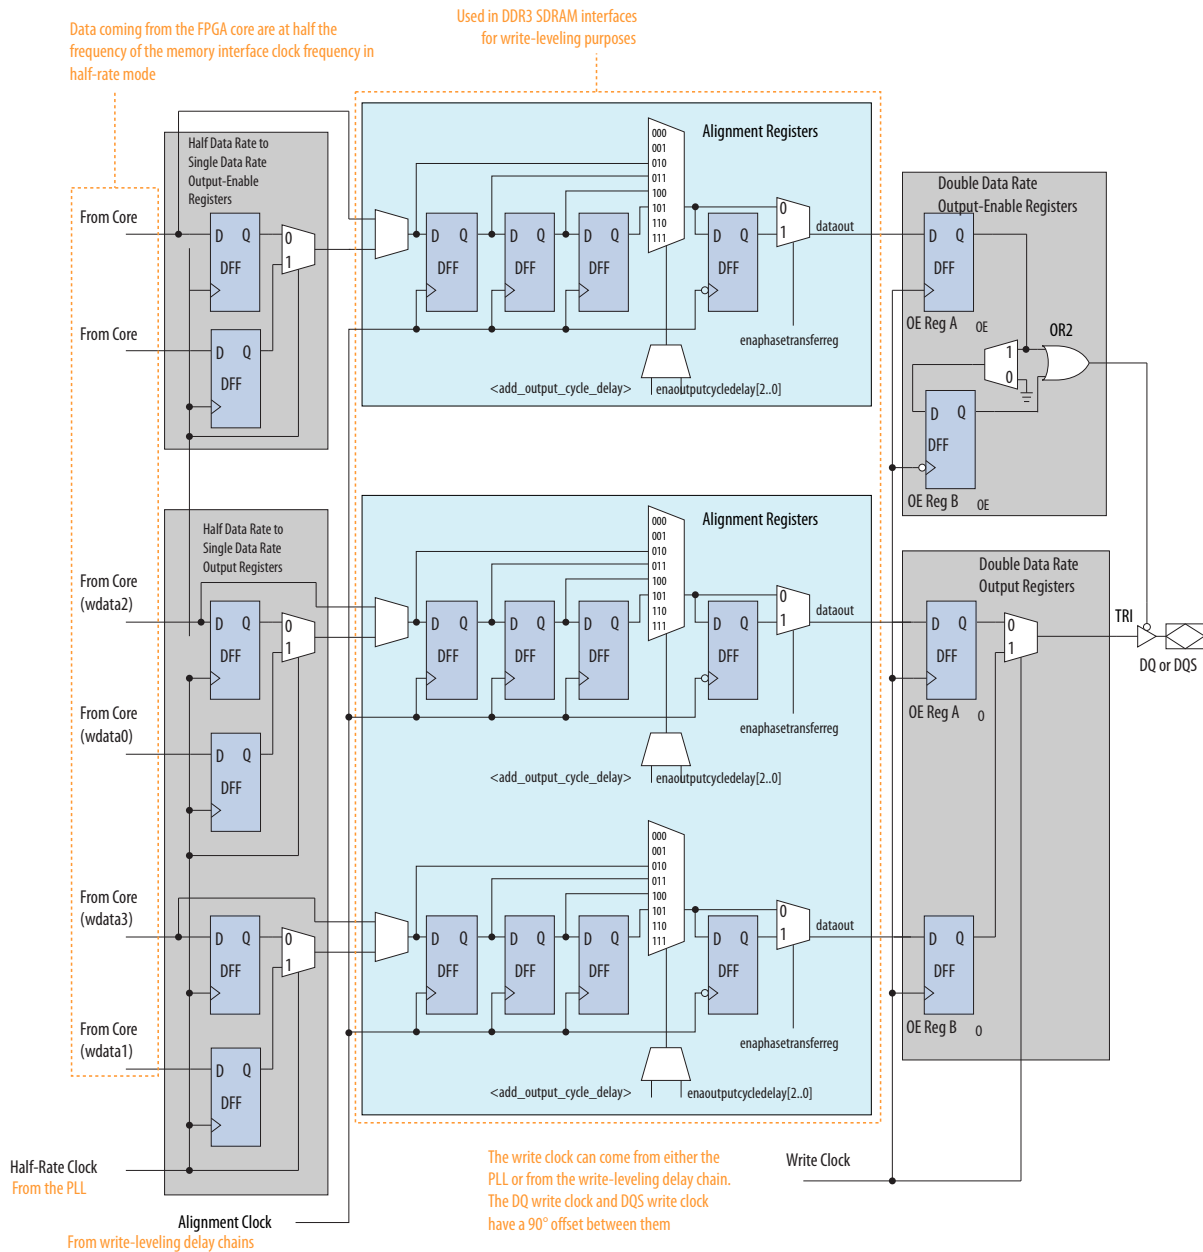 Data coming from the FPGA core are at half the
frequency of the memory interface clock frequency in
half-rate mode
Used in DDR3 SDRAM interfaces
for write-leveling purposes
Half Data Rate to
Single Data Rate
Output-Enable
Registers
From Core
D Q
DFF
0
1
From Core
D Q
DFF
Alignment Registers
000
001
010
011
100
101
110
111
D Q
DFF
D Q
DFF
D Q
DFF
D Q
DFF
0
1
dataout
enaphasetransferreg
<add_output_cycle_delay>
enaoutputcycledelay[2..0]
Double Data Rate
Output-Enable Registers
D Q
DFF
OE Reg A OE
OR2
1
0
D Q
DFF
OE Reg B OE
Half Data Rate to
Single Data Rate
Output Registers
From Core
(wdata2)
D Q
DFF
0
1
From Core
(wdata0)
D Q
DFF
Alignment Registers
000
001
010
011
100
101
110
111
D Q
DFF
D Q
DFF
D Q
DFF
D Q
DFF
0
1
dataout
enaphasetransferreg
<add_output_cycle_delay>
enaoutputcycledelay[2..0]
Double Data Rate
Output Registers
D Q
DFF
OE Reg A O
0
1
TRI
DQ or DQS
From Core
(wdata3)
D Q
DFF
0
1
From Core
(wdata1)
D Q
DFF
000
001
010
011
100
101
110
111
D Q
DFF
D Q
DFF
D Q
DFF
D Q
DFF
0
1
dataout
enaphasetransferreg
<add_output_cycle_delay>
enaoutputcycledelay[2..0]
D Q
DFF
OE Reg B O
Half-Rate Clock
From the PLL
Alignment Clock
From write-leveling delay chains
The write clock can come from either the
PLL or from the write-leveling delay chain.
The DQ write clock and DQS write clock
have a 90° offset between them
Write Clock